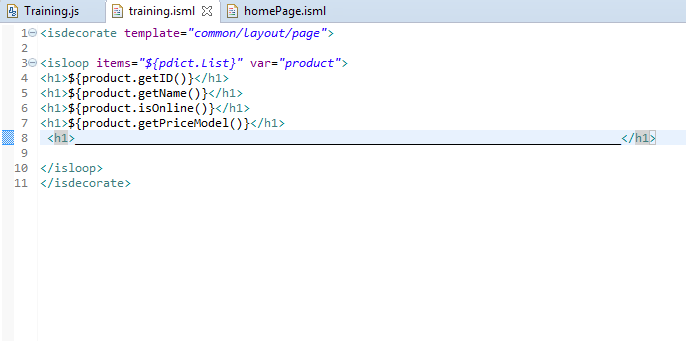 Training.js training.isml homePage.isml
1 <isdecorate template="common/layout/page">
2
3 <isloop items="${pdict.List}" var="product">
4 <h1>${product.getID()}</h1>
5 <h1>${product.getName()}</h1>
6 <h1>${product.isOnline()}</h1>
7 <h1>${product.getPriceModel()}</h1>
8 <h1>______________________________________________________________________________</h1>
9
10 </isloop>
11 </isdecorate>